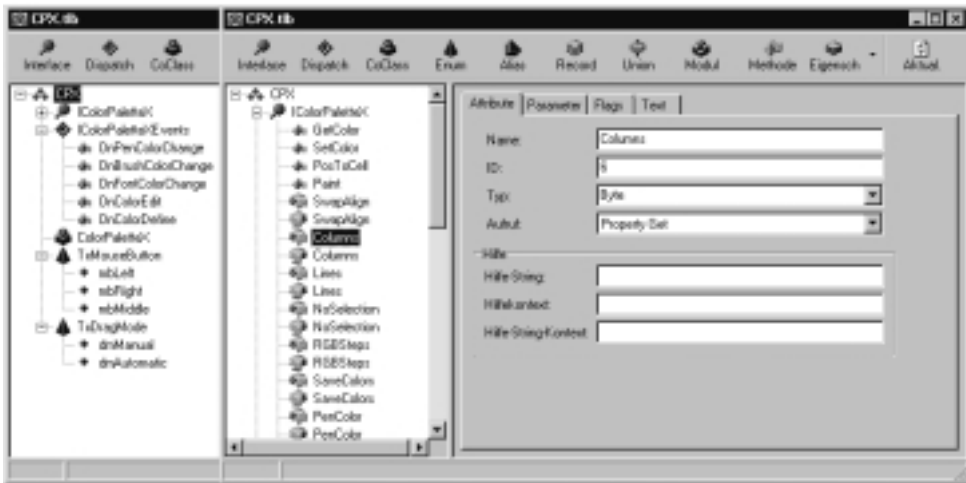 CPX.tlb
Interface Dispatch CoClass
CPX
IColorPaletteX
IColorPaletteXEvents
OnPenColorChange
OnBrushColorChange
OnFontColorChange
OnColorEdit
OnColorDefine
ColorPaletteX
TxMouseButton
mbLeft
mbRight
mbMiddle
TxDragMode
dmManual
dmAutomatic
CPX.tlb
Interface Dispatch CoClass Enum Alias Record Union Modul Methode Eigensch Aktual.
CPX
IColorPaletteX
GetColor
SetColor
PosToCell
Paint
SwapAlign
SwapAlign
Columns
Columns
Lines
Lines
NoSelection
NoSelection
RGBSteps
RGBSteps
SaveColors
SaveColors
PenColor
PenColor
Attribute Parameter Flags Text
Name: Columns
ID:
Typ: Byte
Aufruf: Property Get
Hilfe
Hilfe-String:
Hilfekontext:
Hilfe-String-Kontext: